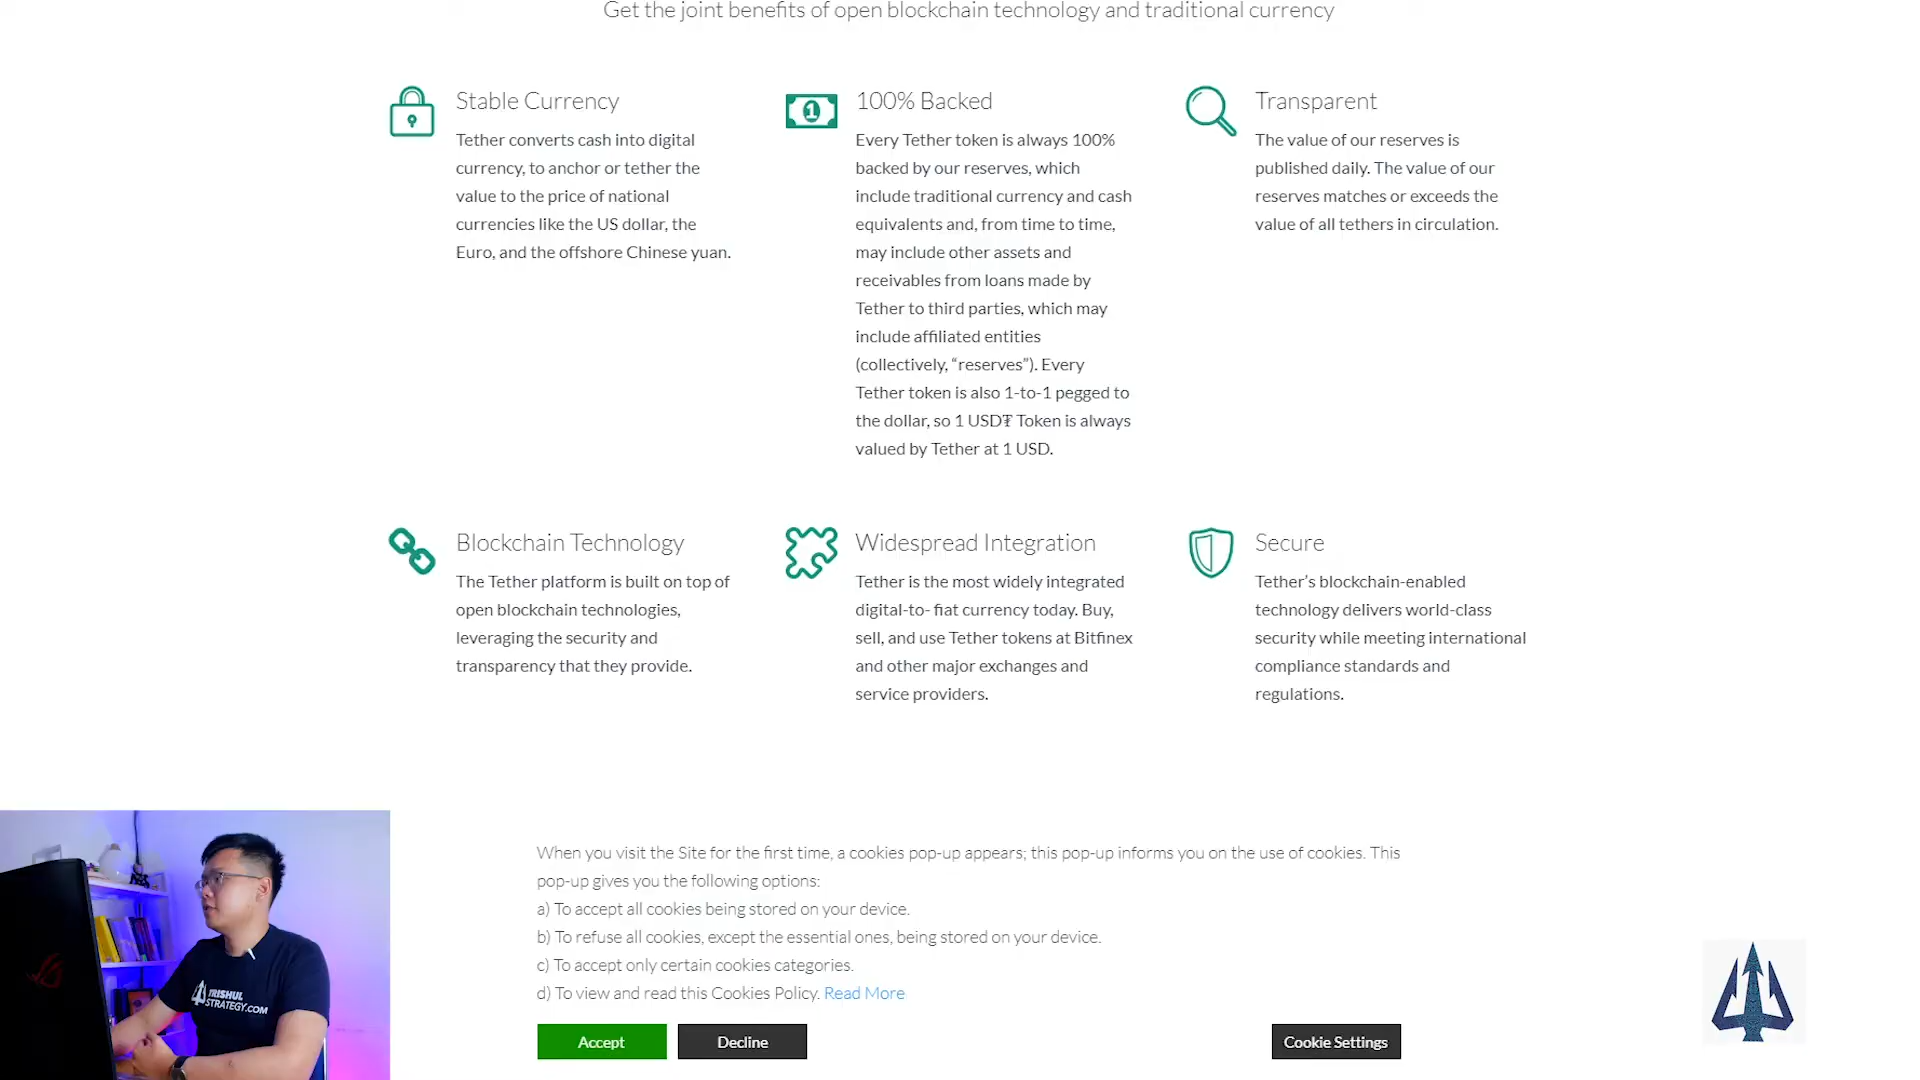 Get the joint benefits of open blockchain technology and traditional currency
Stable Currency
Tether converts cash into digital
currency, to anchor or tether the
value to the price of national
currencies like the US dollar, the
Euro, and the offshore Chinese yuan.
100% Backed
Every Tether token is always 100%
backed by our reserves, which
include traditional currency and cash
equivalents and, from time to time,
may include other assets and
receivables from loans made by
Tether to third parties, which may
include affiliated entities
(collectively, “reserves”). Every
Tether token is also 1-to-1 pegged to
the dollar, so 1 USD₮ Token is always
valued by Tether at 1 USD.
Transparent
The value of our reserves is
published daily. The value of our
reserves matches or exceeds the
value of all tethers in circulation.
Blockchain Technology
The Tether platform is built on top of
open blockchain technologies,
leveraging the security and
transparency that they provide.
Widespread Integration
Tether is the most widely integrated
digital-to- fiat currency today. Buy,
sell, and use Tether tokens at Bitfinex
and other major exchanges and
service providers.
Secure
Tether’s blockchain-enabled
technology delivers world-class
security while meeting international
compliance standards and
regulations.
When you visit the Site for the first time, a cookies pop-up appears; this pop-up informs you on the use of cookies. This
pop-up gives you the following options:
a) To accept all cookies being stored on your device.
b) To refuse all cookies, except the essential ones, being stored on your device.
c) To accept only certain cookies categories.
d) To view and read this Cookies Policy. Read More
Accept
Decline
Cookie Settings
TRISHUL
STRATEGY.COM